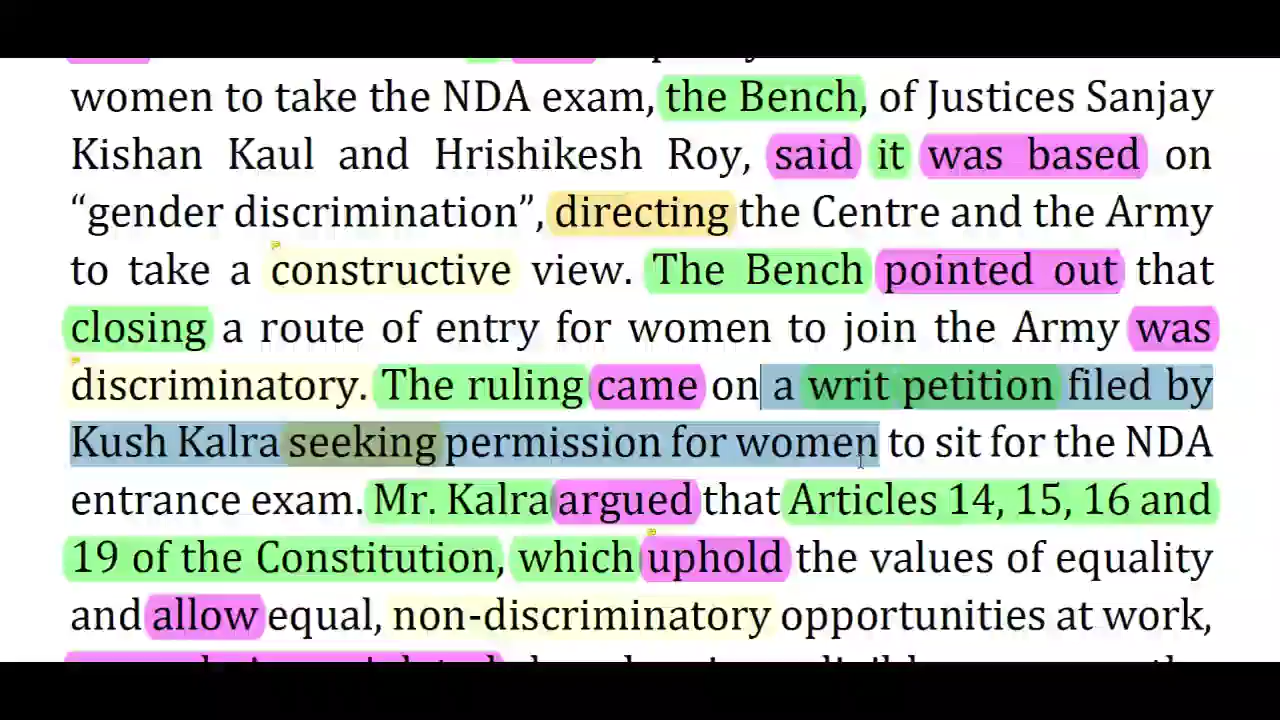 women to take the NDA exam, the Bench, of Justices Sanjay
Kishan Kaul and Hrishikesh Roy, said it was based on
“gender discrimination”, directing the Centre and the Army
to take a constructive view. The Bench pointed out that
closing a route of entry for women to join the Army was
discriminatory. The ruling came on a writ petition filed by
Kush Kalra seeking permission for women to sit for the NDA
entrance exam. Mr. Kalra argued that Articles 14, 15, 16 and
19 of the Constitution, which uphold the values of equality
and allow equal, non-discriminatory opportunities at work,